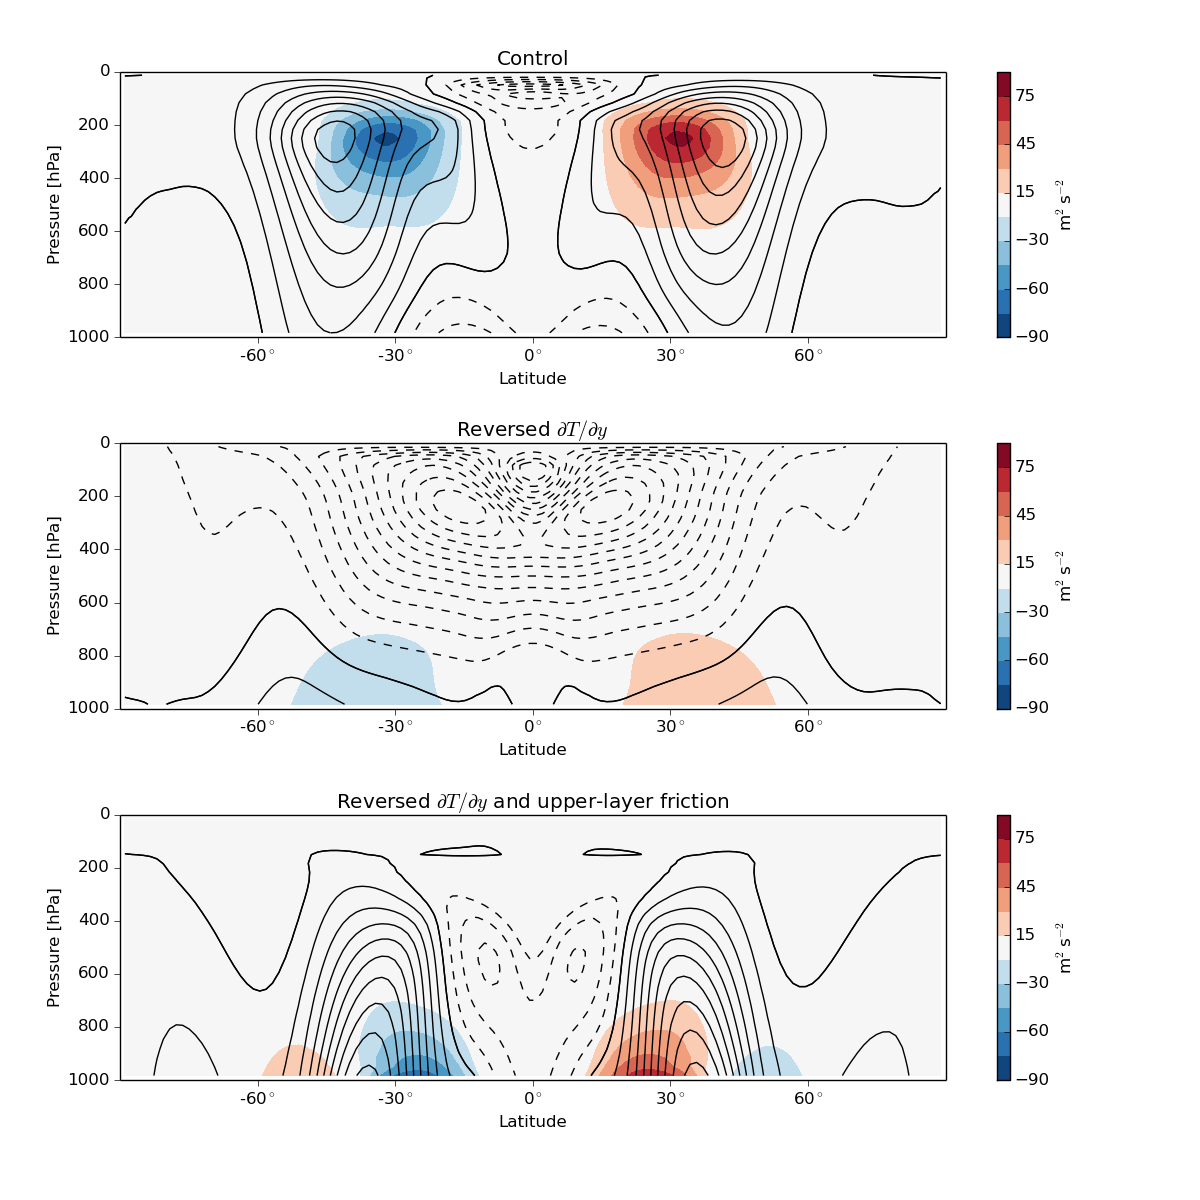 Control
0
200
400
600
800
1000
Pressure [hPa]
-60° -30° 0° 30° 60°
Latitude
75
45
15
−30
−60
−90
m² s⁻²
Reversed ∂T/∂y
0
200
400
600
800
1000
Pressure [hPa]
-60° -30° 0° 30° 60°
Latitude
75
45
15
−30
−60
−90
m² s⁻²
Reversed ∂T/∂y and upper-layer friction
0
200
400
600
800
1000
Pressure [hPa]
-60° -30° 0° 30° 60°
Latitude
75
45
15
−30
−60
−90
m² s⁻²